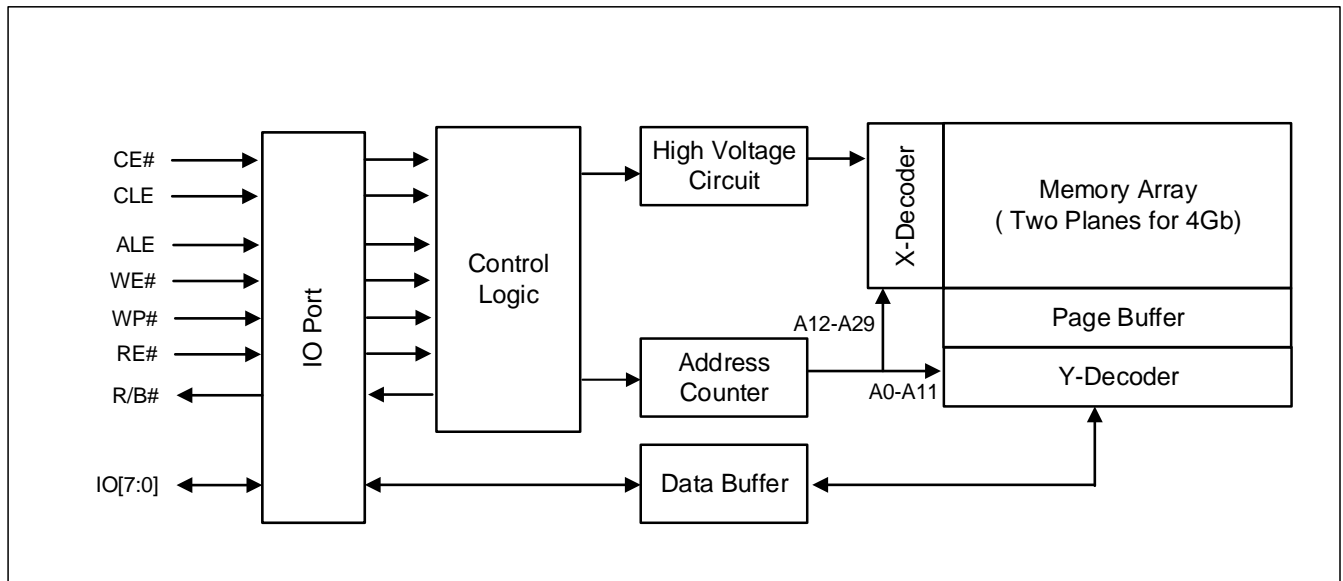 CE#
CLE
ALE
WE#
WP#
RE#
R/B#
IO[7:0]
IO Port
Control
Logic
High Voltage
Circuit
Address
Counter
Data Buffer
X-Decoder
Memory Array
( Two Planes for 4Gb)
Page Buffer
Y-Decoder
A12-A29
A0-A11